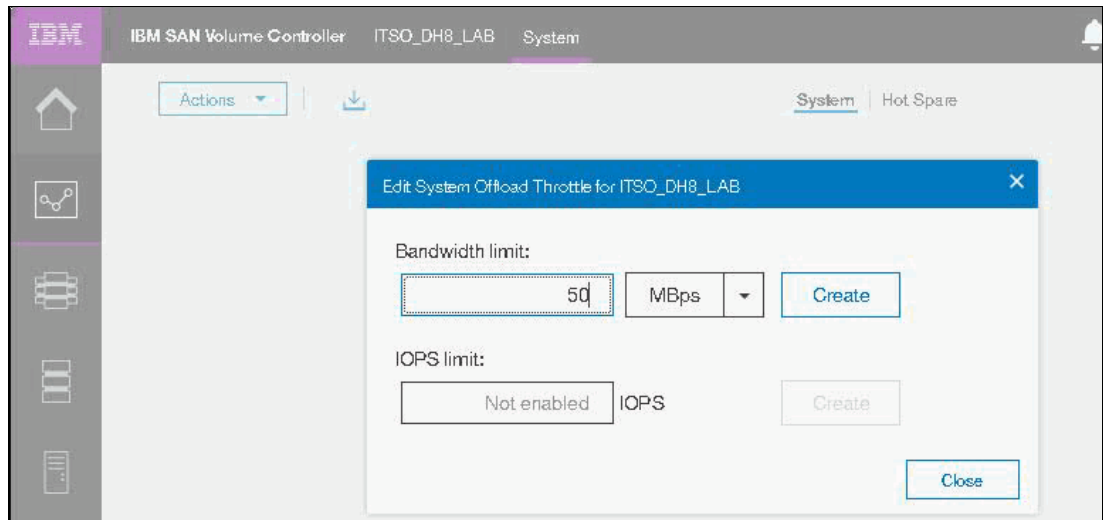 IBM
IBM SAN Volume Controller ITSO_DH8_LAB System
Actions
System Hot Spare
Edit System Offload Throttle for ITSO_DH8_LAB
Bandwidth limit:
50 MBps Create
IOPS limit:
Not enabled IOPS Create
Close